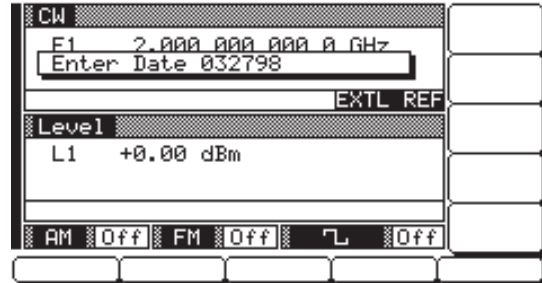 CW
F1 2.000 000 000 0 GHz
Enter Date 032798
EXTL REF
Level
L1 +0.00 dBm
AM Off FM Off Off